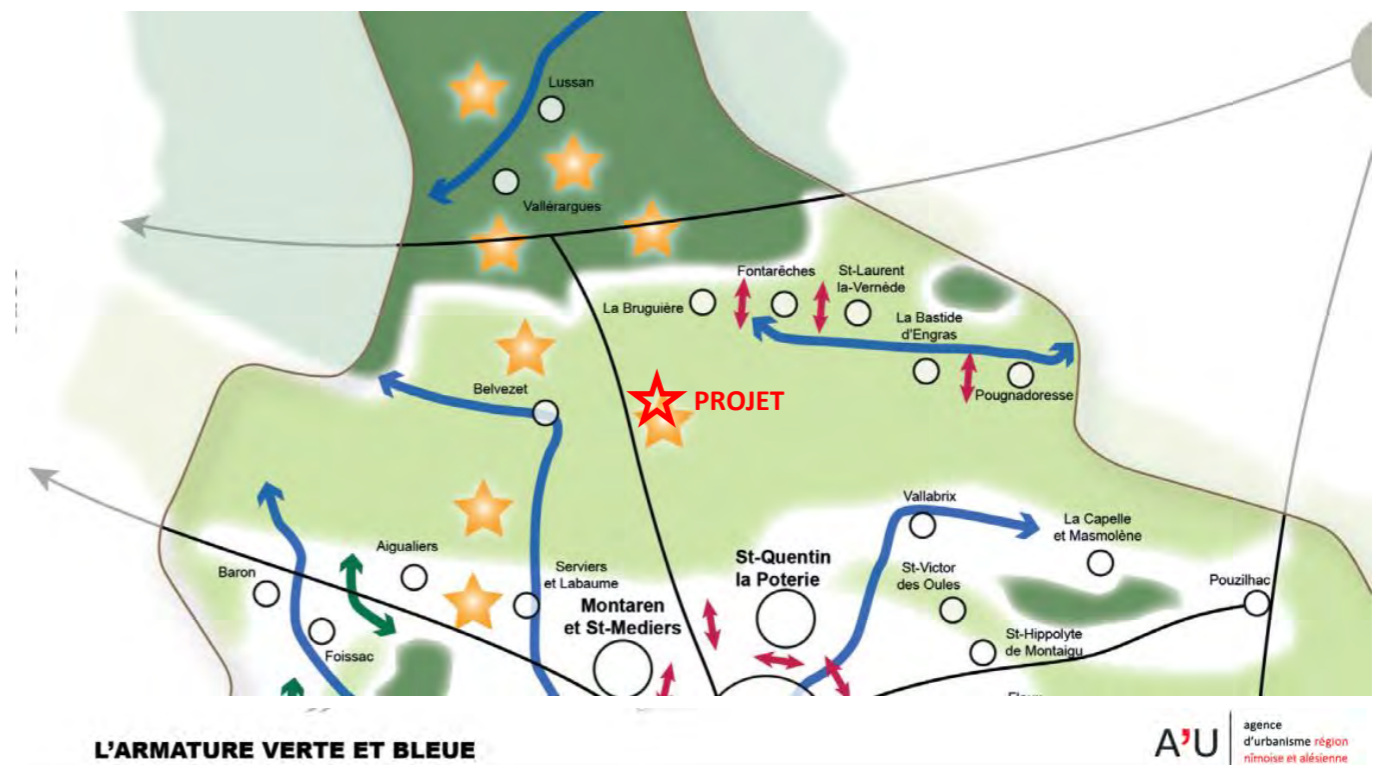 Lussan
Vallérargues
Fontarêches
St-Laurent
la-Vernède
La Bruguière
La Bastide
d'Engras
Pougnadoresse
Belvezet
PROJET
Vallabrix
La Capelle
et Masmolène
Aigualiers
Baron
Serviers
et Labaume
St-Quentin
la Poterie
St-Victor
des Oules
Pouzilhac
Montaren
et St-Mediers
Foissac
St-Hippolyte
de Montaigu
L'ARMATURE VERTE ET BLEUE
A'U
agence
d'urbanisme région
nîmoise et alésienne